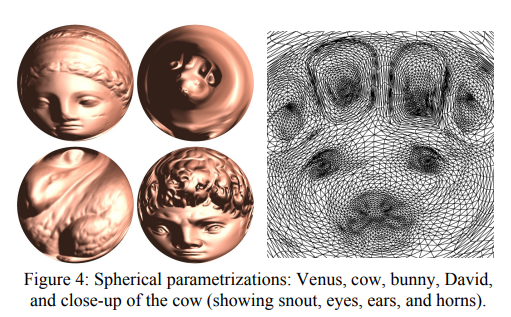 Figure 4: Spherical parametrizations: Venus, cow, bunny, David,
and close-up of the cow (showing snout, eyes, ears, and horns).